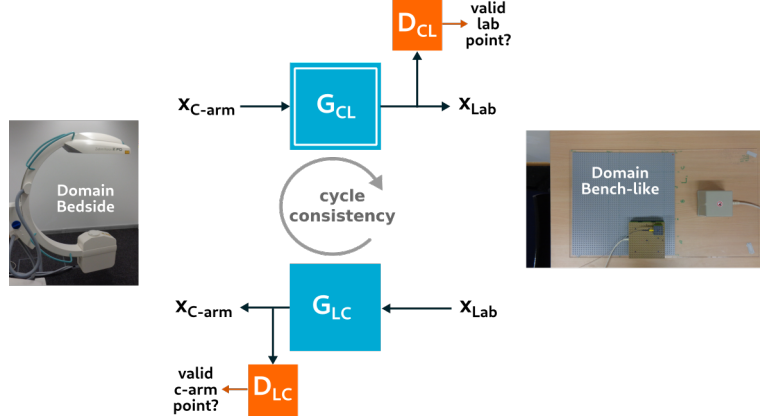 D_CL
valid
lab
point?
x_C-arm
G_CL
x_Lab
Domain
Bedside
cycle
consistency
Domain
Bench-like
x_C-arm
G_LC
x_Lab
valid
c-arm
point?
D_LC